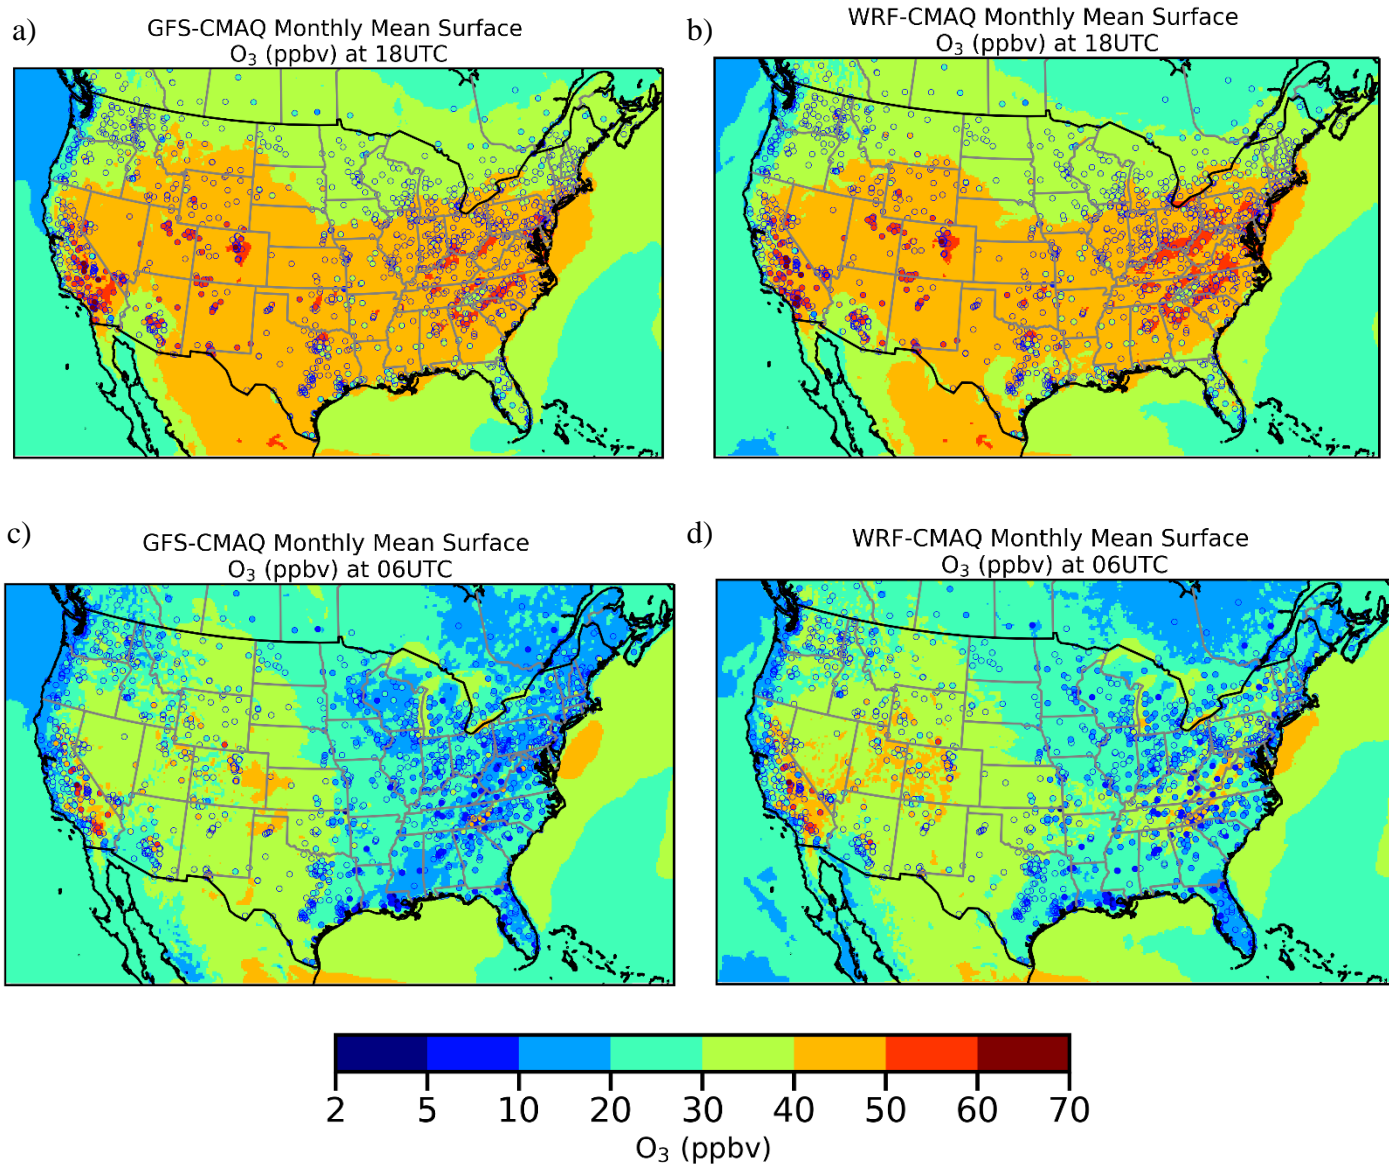 a)
GFS-CMAQ Monthly Mean Surface
O₃ (ppbv) at 18UTC
b)
WRF-CMAQ Monthly Mean Surface
O₃ (ppbv) at 18UTC
c)
GFS-CMAQ Monthly Mean Surface
O₃ (ppbv) at 06UTC
d)
WRF-CMAQ Monthly Mean Surface
O₃ (ppbv) at 06UTC
2 5 10 20 30 40 50 60 70
O₃ (ppbv)